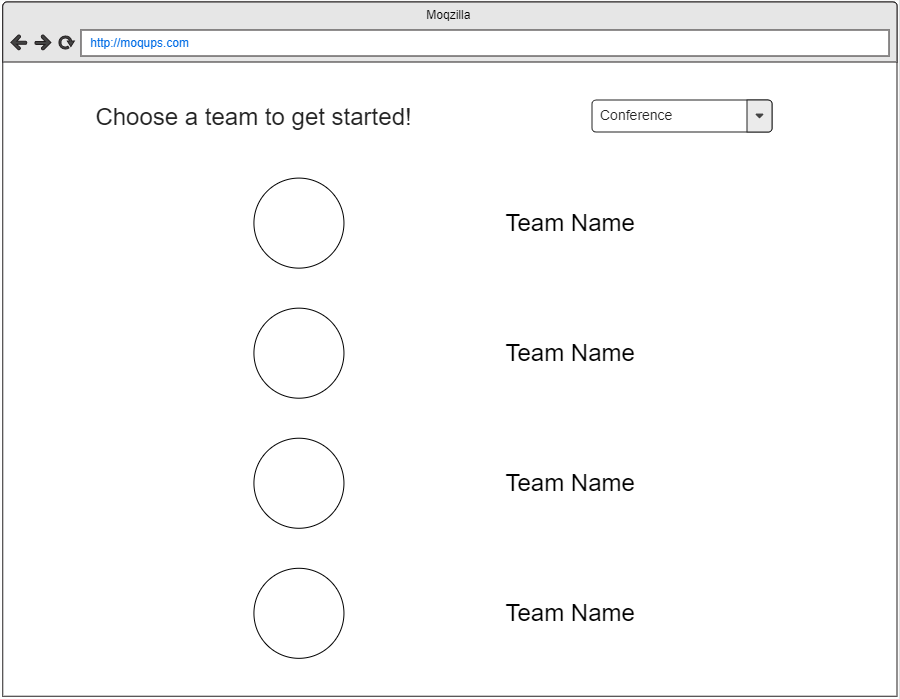 Moqzilla
http://moqups.com
Choose a team to get started!
Conference
Team Name
Team Name
Team Name
Team Name